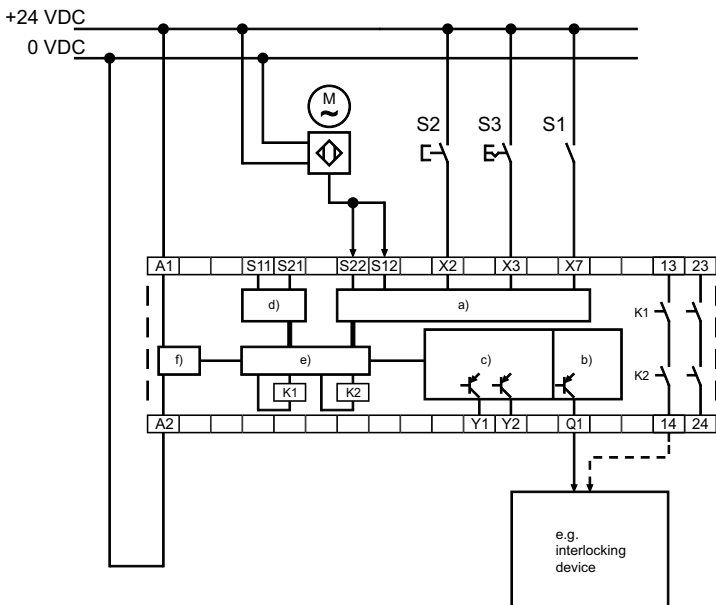 +24 VDC
0 VDC
M
~
S2 S3 S1
A1 S11 S21 S22 S12 X2 X3 X7 13 23
d) a)
K1
f) e) c) b)
K1 K2
K2
A2 Y1 Y2 Q1 14 24
e.g.
interlocking
device